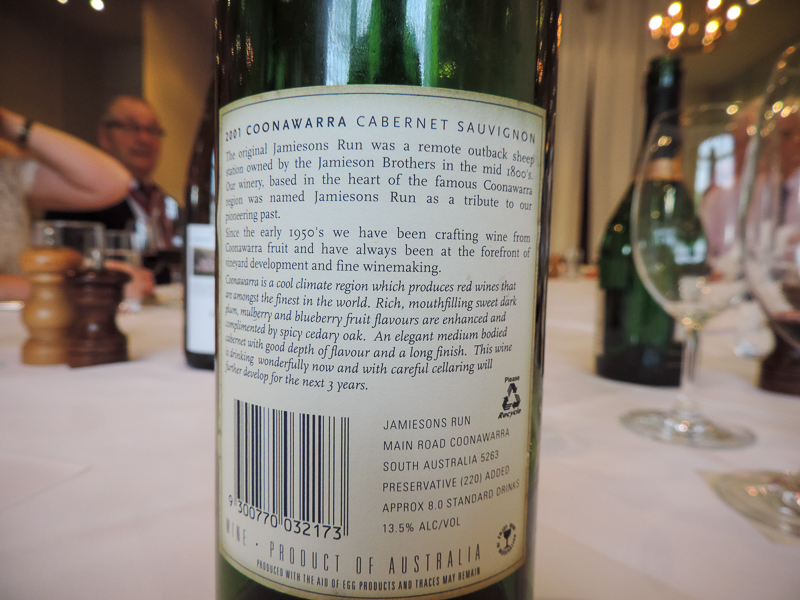 2001 COONAWARRA CABERNET SAUVIGNON
The original Jamiesons Run was a remote outback sheep
station owned by the Jamieson Brothers in the mid 1800's.
Our winery, based in the heart of the famous Coonawarra
region was named Jamiesons Run as a tribute to our
pioneering past.
Since the early 1950's we have been crafting wine from
Coonawarra fruit and have always been at the forefront of
vineyard development and fine winemaking.
Coonawarra is a cool climate region which produces red wines that
are amongst the finest in the world. Rich, mouthfilling sweet dark
plum, mulberry and blueberry fruit flavours are enhanced and
complimented by spicy cedary oak. An elegant medium bodied
cabernet with good depth of flavour and a long finish. This wine
is drinking wonderfully now and with careful cellaring will
further develop for the next 3 years.
Please
Recycle
JAMIESONS RUN
MAIN ROAD COONAWARRA
SOUTH AUSTRALIA 5263
PRESERVATIVE (220) ADDED
APPROX 8.0 STANDARD DRINKS
13.5% ALC/VOL
9 300770 032173
WINE • PRODUCT OF AUSTRALIA
PRODUCED WITH THE AID OF EGG PRODUCTS AND TRACES MAY REMAIN